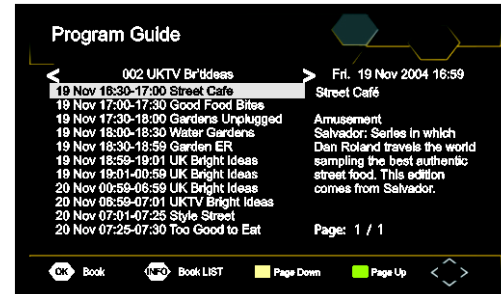 Program Guide
002 UKTV Br'tIdeas
Fri. 19 Nov 2004 16:59
19 Nov 16:30-17:00 Street Cafe
19 Nov 17:00-17:30 Good Food Bites
19 Nov 17:30-18:00 Gardens Unplugged
19 Nov 18:00-18:30 Water Gardens
19 Nov 18:30-18:59 Garden ER
19 Nov 18:59-19:01 UK Bright Ideas
19 Nov 19:01-00:59 UK Bright Ideas
20 Nov 00:59-06:59 UK Bright Ideas
20 Nov 06:59-07:01 UKTV Bright Ideas
20 Nov 07:01-07:25 Style Street
20 Nov 07:25-07:30 Too Good to Eat
Street Café
Amusement
Salvador: Series in which
Dan Roland travels the world
sampling the best authentic
street food. This edition
comes from Salvador.
Page: 1 / 1
OK Book INFO Book LIST Page Down Page Up